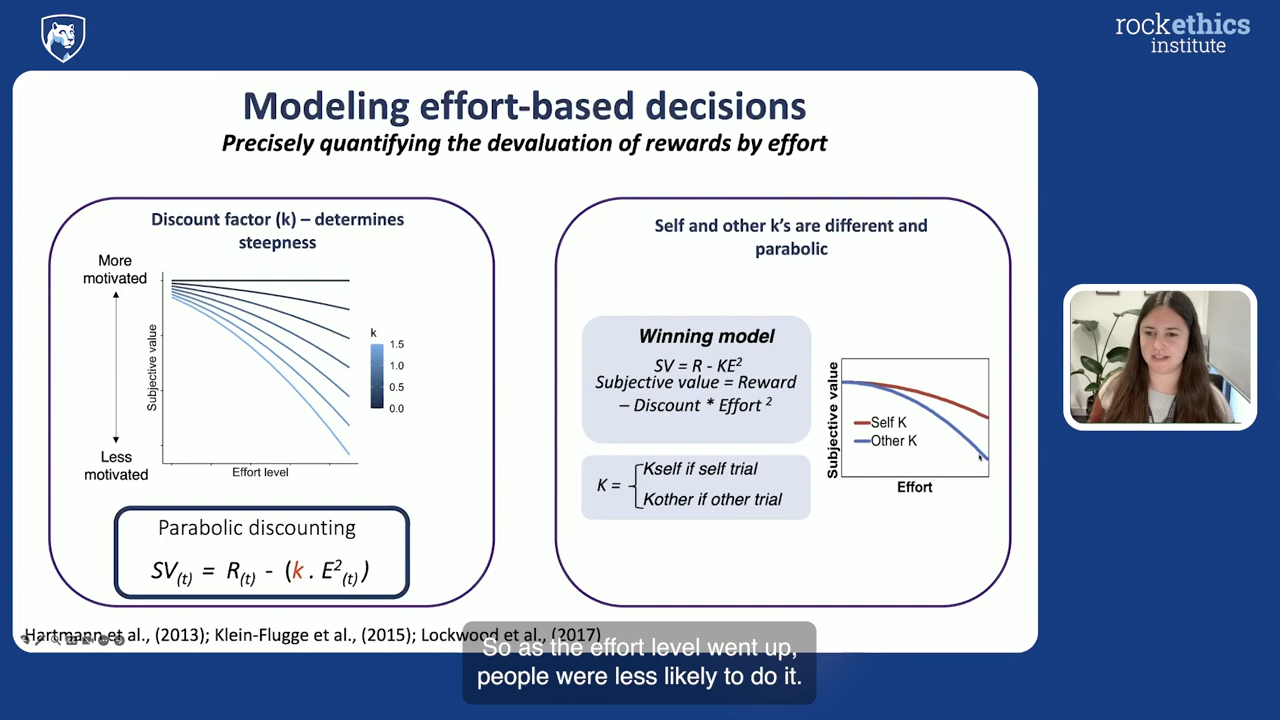 rockethics
institute
Modeling effort-based decisions
Precisely quantifying the devaluation of rewards by effort
Discount factor (k) – determines
steepness
More
motivated
Less
motivated
Subjective value
Effort level
k
1.5
1.0
0.5
0.0
Parabolic discounting
SV(t) = R(t) - (k . E²(t))
Self and other k's are different and
parabolic
Winning model
SV = R - KE²
Subjective value = Reward
– Discount * Effort ²
K = Kself if self trial
Kother if other trial
Subjective value
Self K
Other K
Effort
Hartmann et al., (2013); Klein-Flugge et al., (2015); Lockwood et al., (2017)
So as the effort level went up,
people were less likely to do it.